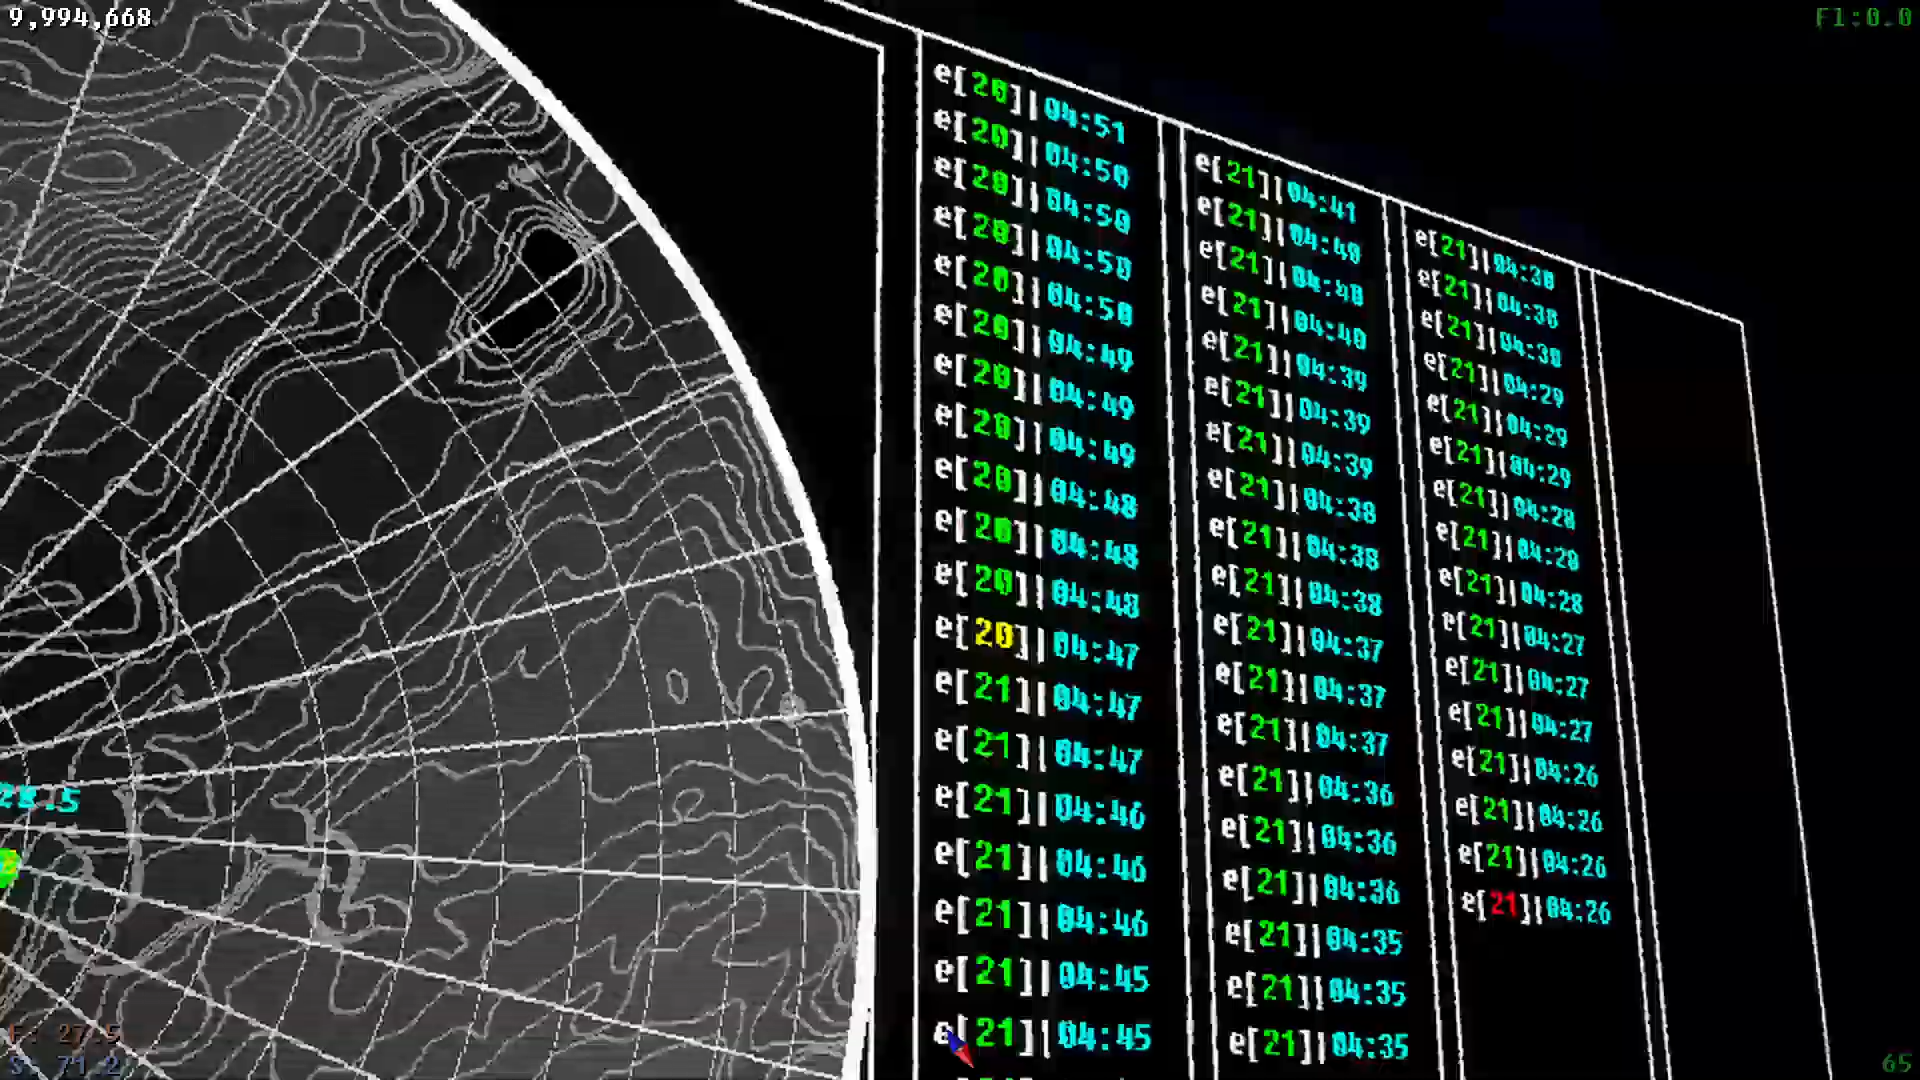 9,994,668
F1:0.0
e[20]|04:51
e[20]|04:50
e[20]|04:50
e[20]|04:50
e[20]|04:50
e[20]|04:49
e[20]|04:49
e[20]|04:49
e[20]|04:48
e[20]|04:48
e[20]|04:48
e[20]|04:47
e[21]|04:47
e[21]|04:47
e[21]|04:46
e[21]|04:46
e[21]|04:46
e[21]|04:45
e[21]|04:45
e[21]|04:41
e[21]|04:40
e[21]|04:40
e[21]|04:40
e[21]|04:39
e[21]|04:39
e[21]|04:39
e[21]|04:38
e[21]|04:38
e[21]|04:38
e[21]|04:37
e[21]|04:37
e[21]|04:37
e[21]|04:36
e[21]|04:36
e[21]|04:36
e[21]|04:35
e[21]|04:35
e[21]|04:35
e[21]|04:30
e[21]|04:30
e[21]|04:30
e[21]|04:29
e[21]|04:29
e[21]|04:29
e[21]|04:28
e[21]|04:28
e[21]|04:28
e[21]|04:27
e[21]|04:27
e[21]|04:27
e[21]|04:26
e[21]|04:26
e[21]|04:26
e[21]|04:26
28.5
F: 27.5
S: 71.2
65